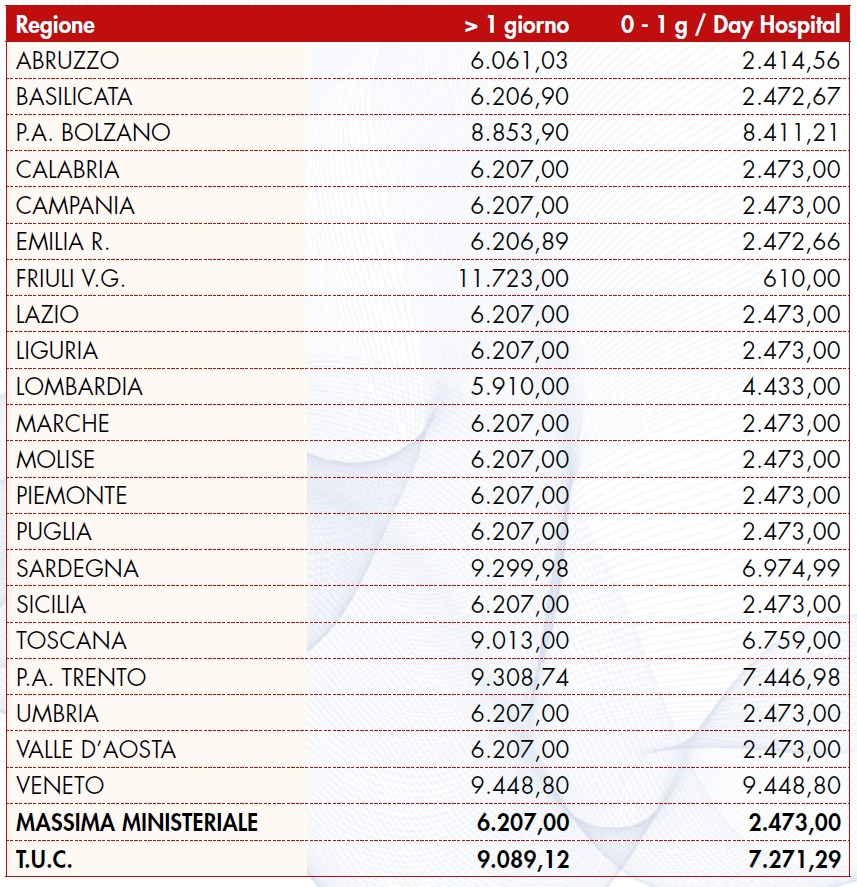 Regione > 1 giorno 0 - 1 g / Day Hospital
ABRUZZO 6.061,03 2.414,56
BASILICATA 6.206,90 2.472,67
P.A. BOLZANO 8.853,90 8.411,21
CALABRIA 6.207,00 2.473,00
CAMPANIA 6.207,00 2.473,00
EMILIA R. 6.206,89 2.472,66
FRIULI V.G. 11.723,00 610,00
LAZIO 6.207,00 2.473,00
LIGURIA 6.207,00 2.473,00
LOMBARDIA 5.910,00 4.433,00
MARCHE 6.207,00 2.473,00
MOLISE 6.207,00 2.473,00
PIEMONTE 6.207,00 2.473,00
PUGLIA 6.207,00 2.473,00
SARDEGNA 9.299,98 6.974,99
SICILIA 6.207,00 2.473,00
TOSCANA 9.013,00 6.759,00
P.A. TRENTO 9.308,74 7.446,98
UMBRIA 6.207,00 2.473,00
VALLE D’AOSTA 6.207,00 2.473,00
VENETO 9.448,80 9.448,80
MASSIMA MINISTERIALE 6.207,00 2.473,00
T.U.C. 9.089,12 7.271,29